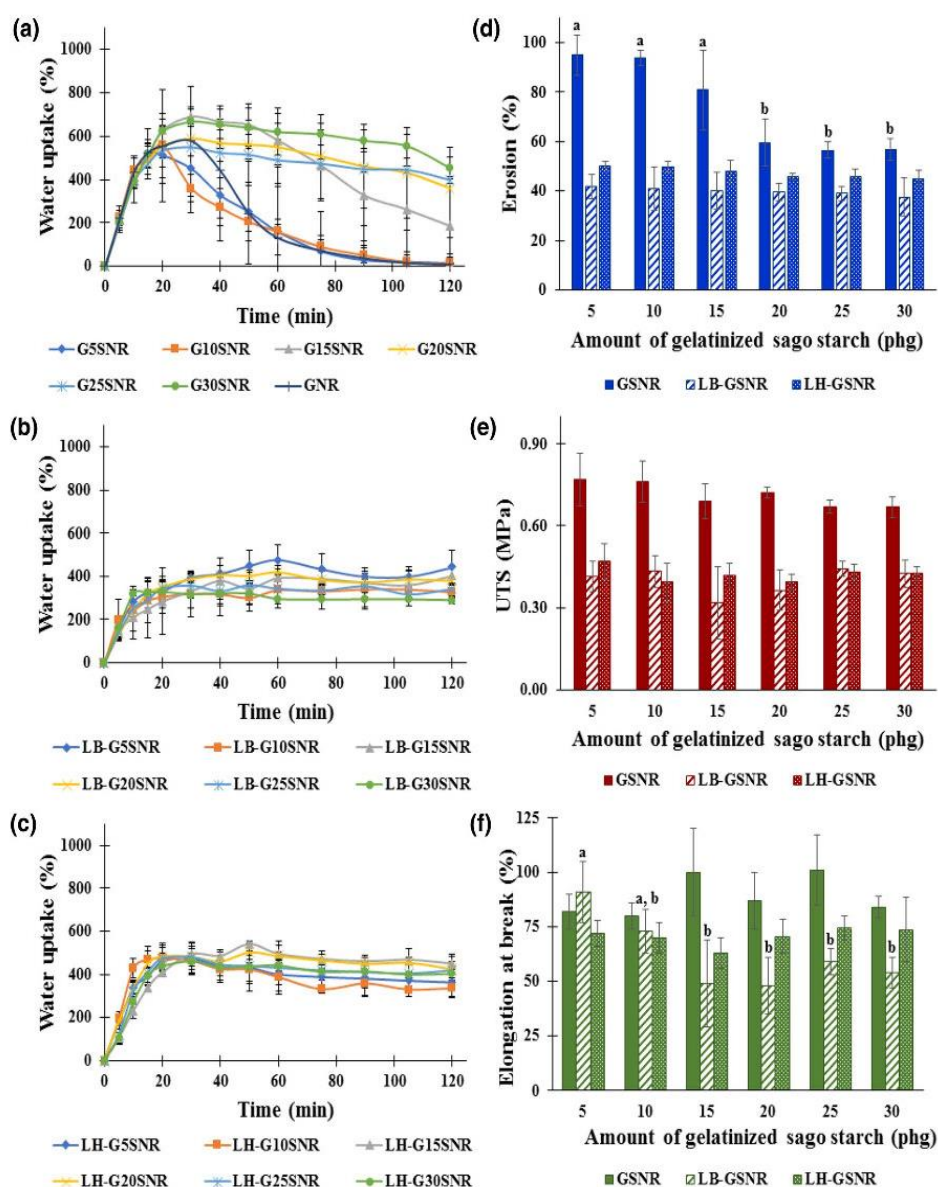 (a)
Water uptake (%)
1000
800
600
400
200
0
0 20 40 60 80 100 120
Time (min)
G5SNR G10SNR G15SNR G20SNR
G25SNR G30SNR GNR
(b)
Water uptake (%)
1000
800
600
400
200
0
0 20 40 60 80 100 120
Time (min)
LB-G5SNR LB-G10SNR LB-G15SNR
LB-G20SNR LB-G25SNR LB-G30SNR
(c)
Water uptake (%)
1000
800
600
400
200
0
0 20 40 60 80 100 120
Time (min)
LH-G5SNR LH-G10SNR LH-G15SNR
LH-G20SNR LH-G25SNR LH-G30SNR
(d)
Erosion (%)
100
80
60
40
20
0
a a a b b b
5 10 15 20 25 30
Amount of gelatinized sago starch (phg)
GSNR LB-GSNR LH-GSNR
(e)
UTS (MPa)
0.90
0.60
0.30
0.00
5 10 15 20 25 30
Amount of gelatinized sago starch (phg)
GSNR LB-GSNR LH-GSNR
(f)
Elongation at break (%)
125
100
75
50
25
0
a a, b b b b b
5 10 15 20 25 30
Amount of gelatinized sago starch (phg)
GSNR LB-GSNR LH-GSNR